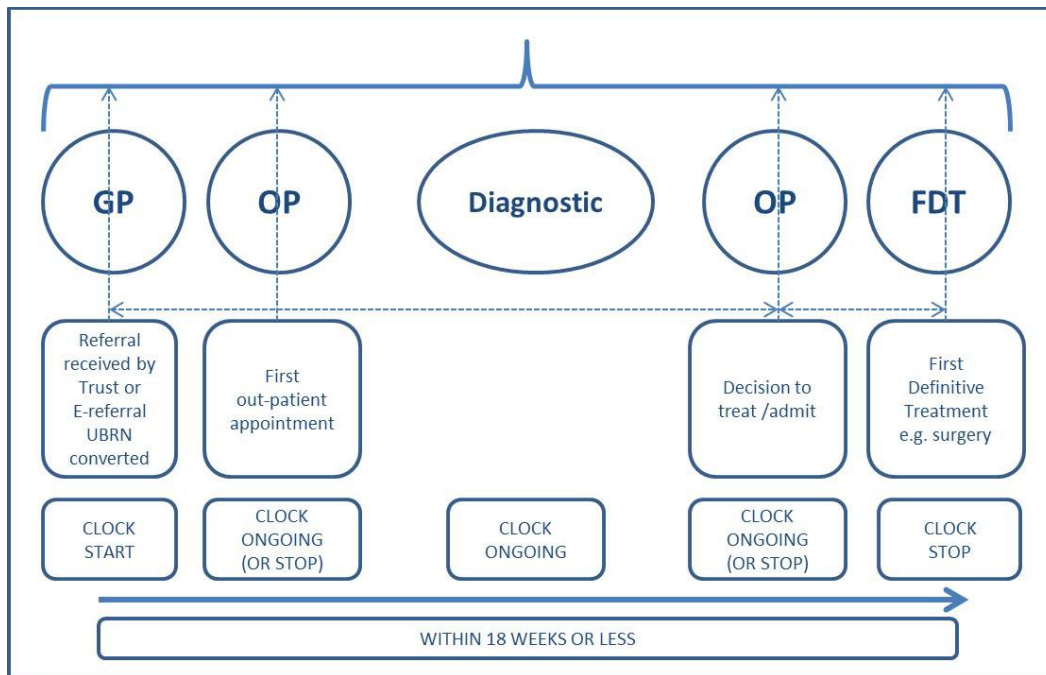 GP
OP
Diagnostic
OP
FDT
Referral
received by
Trust or
E-referral
UBRN
converted
First
out-patient
appointment
Decision to
treat /admit
First
Definitive
Treatment
e.g. surgery
CLOCK
START
CLOCK
ONGOING
(OR STOP)
CLOCK
ONGOING
CLOCK
ONGOING
(OR STOP)
CLOCK
STOP
WITHIN 18 WEEKS OR LESS